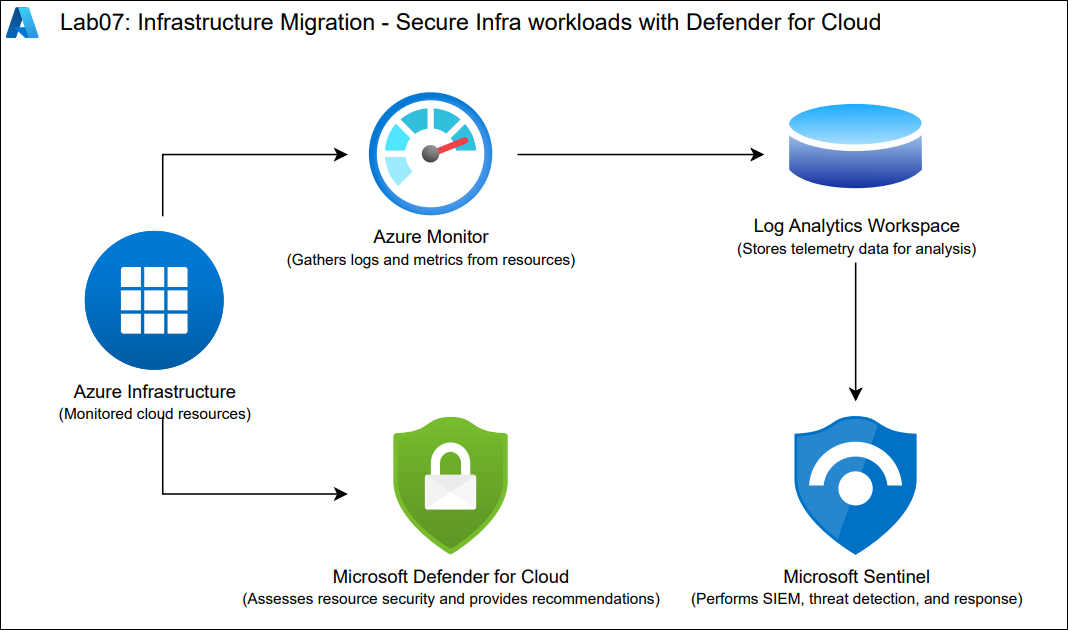 Lab07: Infrastructure Migration - Secure Infra workloads with Defender for Cloud
Azure Monitor
(Gathers logs and metrics from resources)
Log Analytics Workspace
(Stores telemetry data for analysis)
Azure Infrastructure
(Monitored cloud resources)
Microsoft Defender for Cloud
(Assesses resource security and provides recommendations)
Microsoft Sentinel
(Performs SIEM, threat detection, and response)